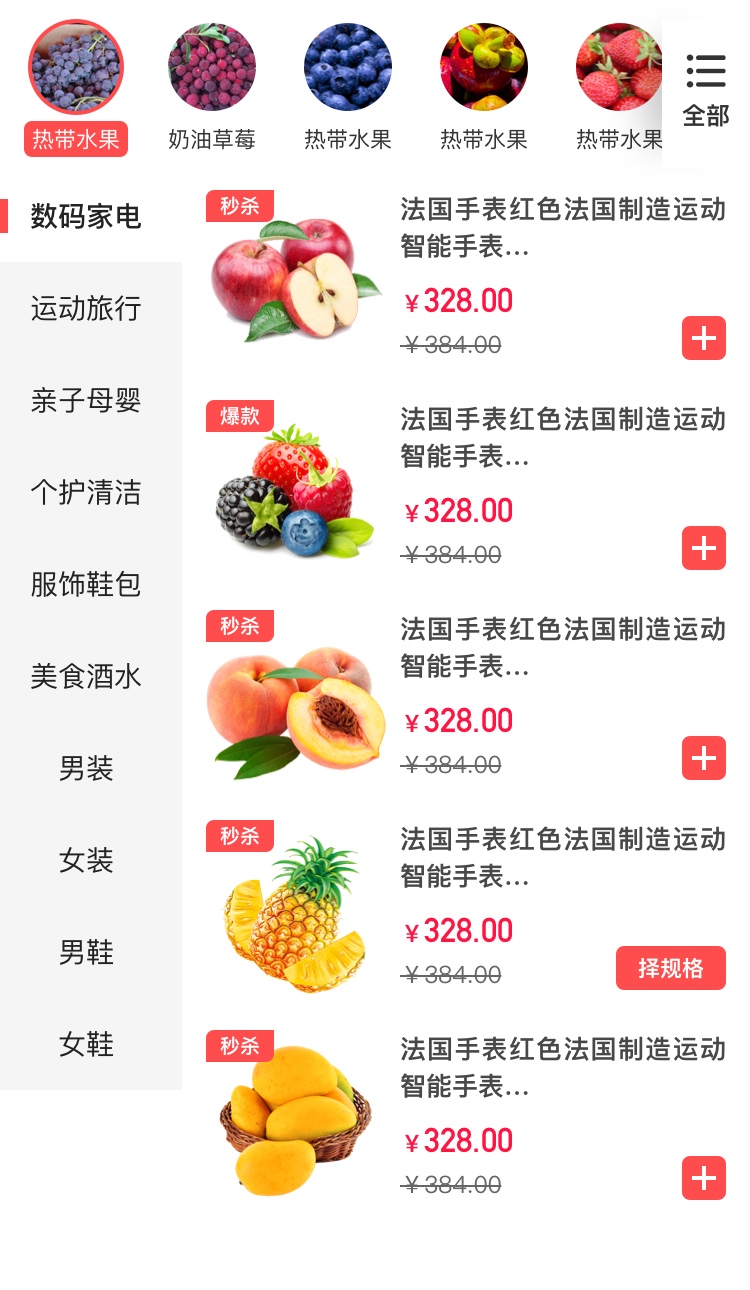 热带水果
奶油草莓
热带水果
热带水果
热带水果
全部
数码家电
运动旅行
亲子母婴
个护清洁
服饰鞋包
美食酒水
男装
女装
男鞋
女鞋
秒杀
法国手表红色法国制造运动
智能手表...
¥328.00
¥384.00
爆款
法国手表红色法国制造运动
智能手表...
¥328.00
¥384.00
秒杀
法国手表红色法国制造运动
智能手表...
¥328.00
¥384.00
秒杀
法国手表红色法国制造运动
智能手表...
¥328.00
¥384.00
择规格
秒杀
法国手表红色法国制造运动
智能手表...
¥328.00
¥384.00